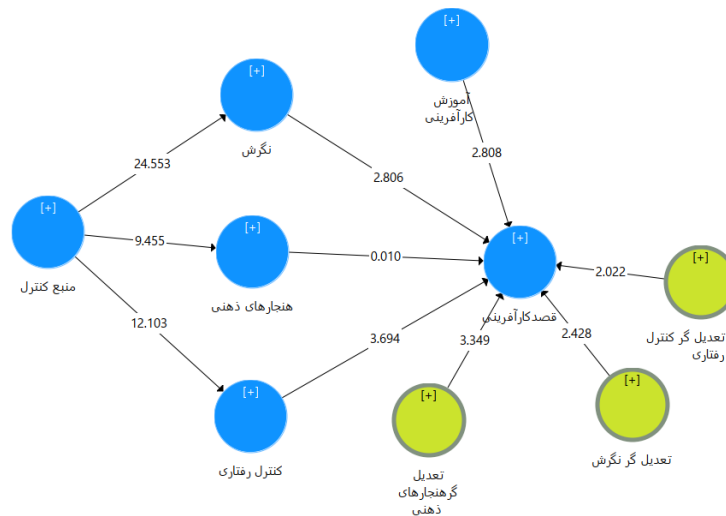 [+]
[+]
آموزش
کارآفرینی
نگرش
24.553
2.806
2.808
[+]
منبع کنترل
9.455
[+]
هنجارهای ذهنی
0.010
[+]
قصدکارآفرینی
2.022
[+]
تعدیل گر کنترل
رفتاری
12.103
3.694
3.349
2.428
[+]
کنترل رفتاری
[+]
تعدیل
گرهنجارهای
ذهنی
[+]
تعدیل گر نگرش